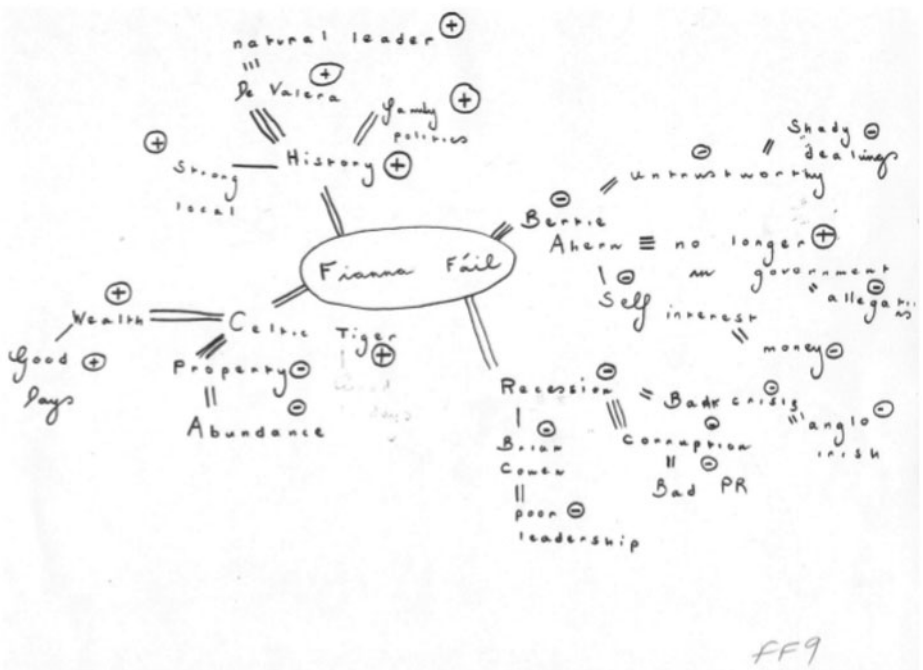 natural leader +
De Valera +
family +
politics
+
Strong
local
History +
Shady -
dealings
-
untrustworthy
-
Bertie
Ahern
no longer +
in government
-
allegations
-
Self interest
money -
Fianna Fáil
+
Wealth
Good +
Days
Celtic Tiger
+
Property -
-
Abundance
Recession -
Bank crisis -
anglo -
irish
-
Corruption
-
Bad PR
-
Brian
Cowen
poor -
leadership
FF9